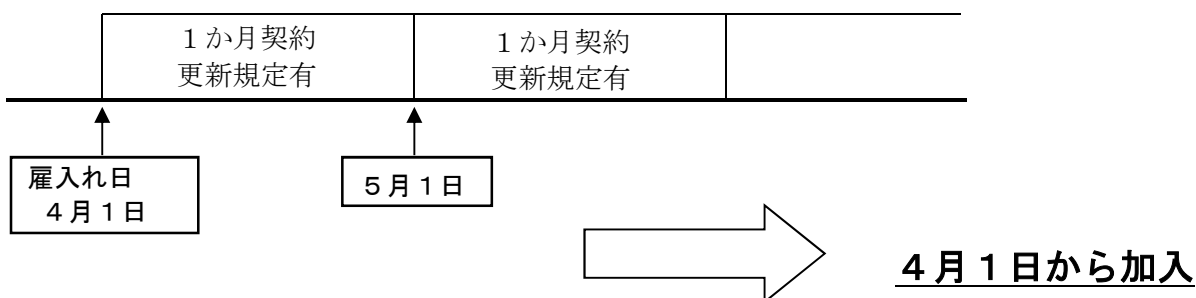 １か月契約
更新規定有
１か月契約
更新規定有
雇入れ日
４月１日
５月１日
４月１日から加入